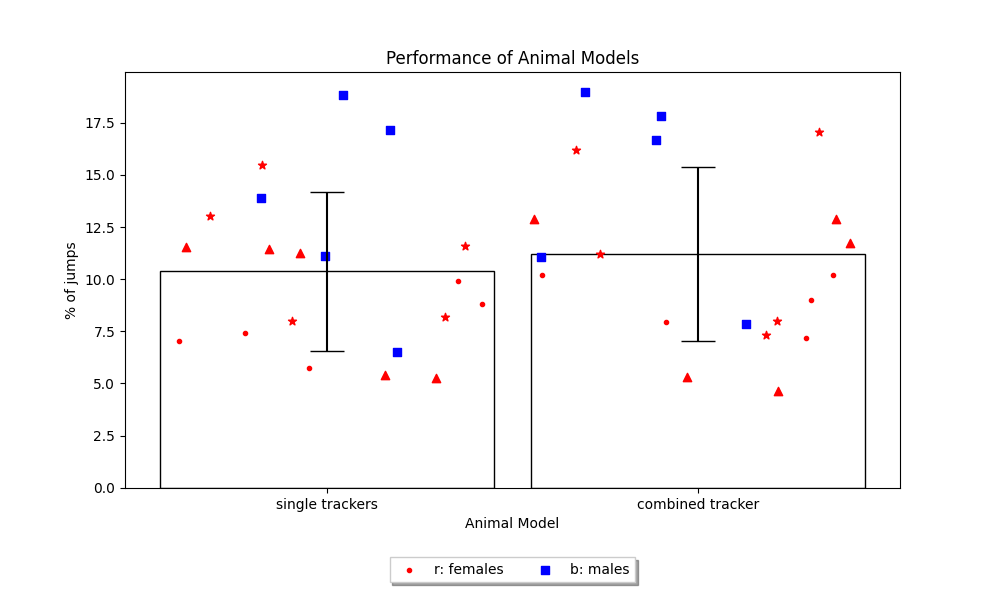 Performance of Animal Models
% of jumps
17.5
15.0
12.5
10.0
7.5
5.0
2.5
0.0
single trackers
combined tracker
Animal Model
r: females
b: males